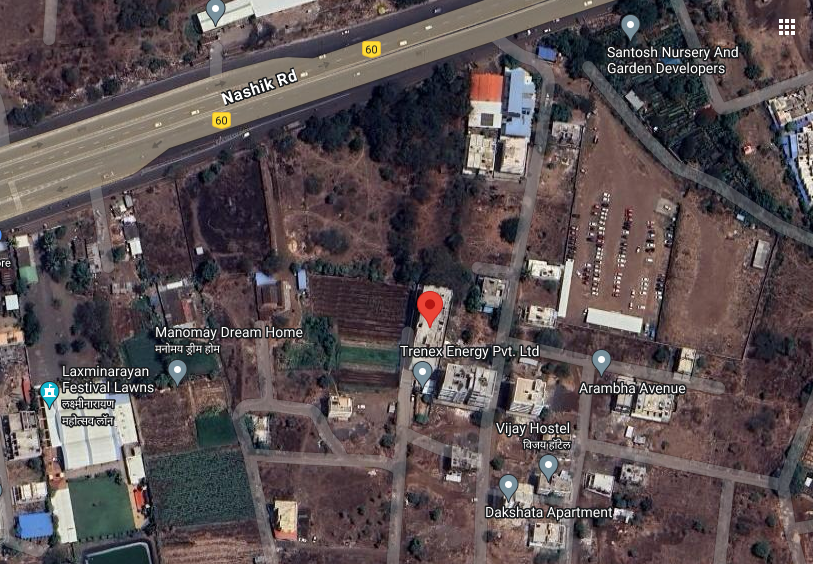 Santosh Nursery And
Garden Developers
60
Nashik Rd
60
ore
Manomay Dream Home
मनोमय ड्रीम होम
Trenex Energy Pvt. Ltd
Laxminarayan
Festival Lawns
लक्ष्मीनारायण
महोत्सव लॉन
Arambha Avenue
Vijay Hostel
विजय हॉटेल
Dakshata Apartment